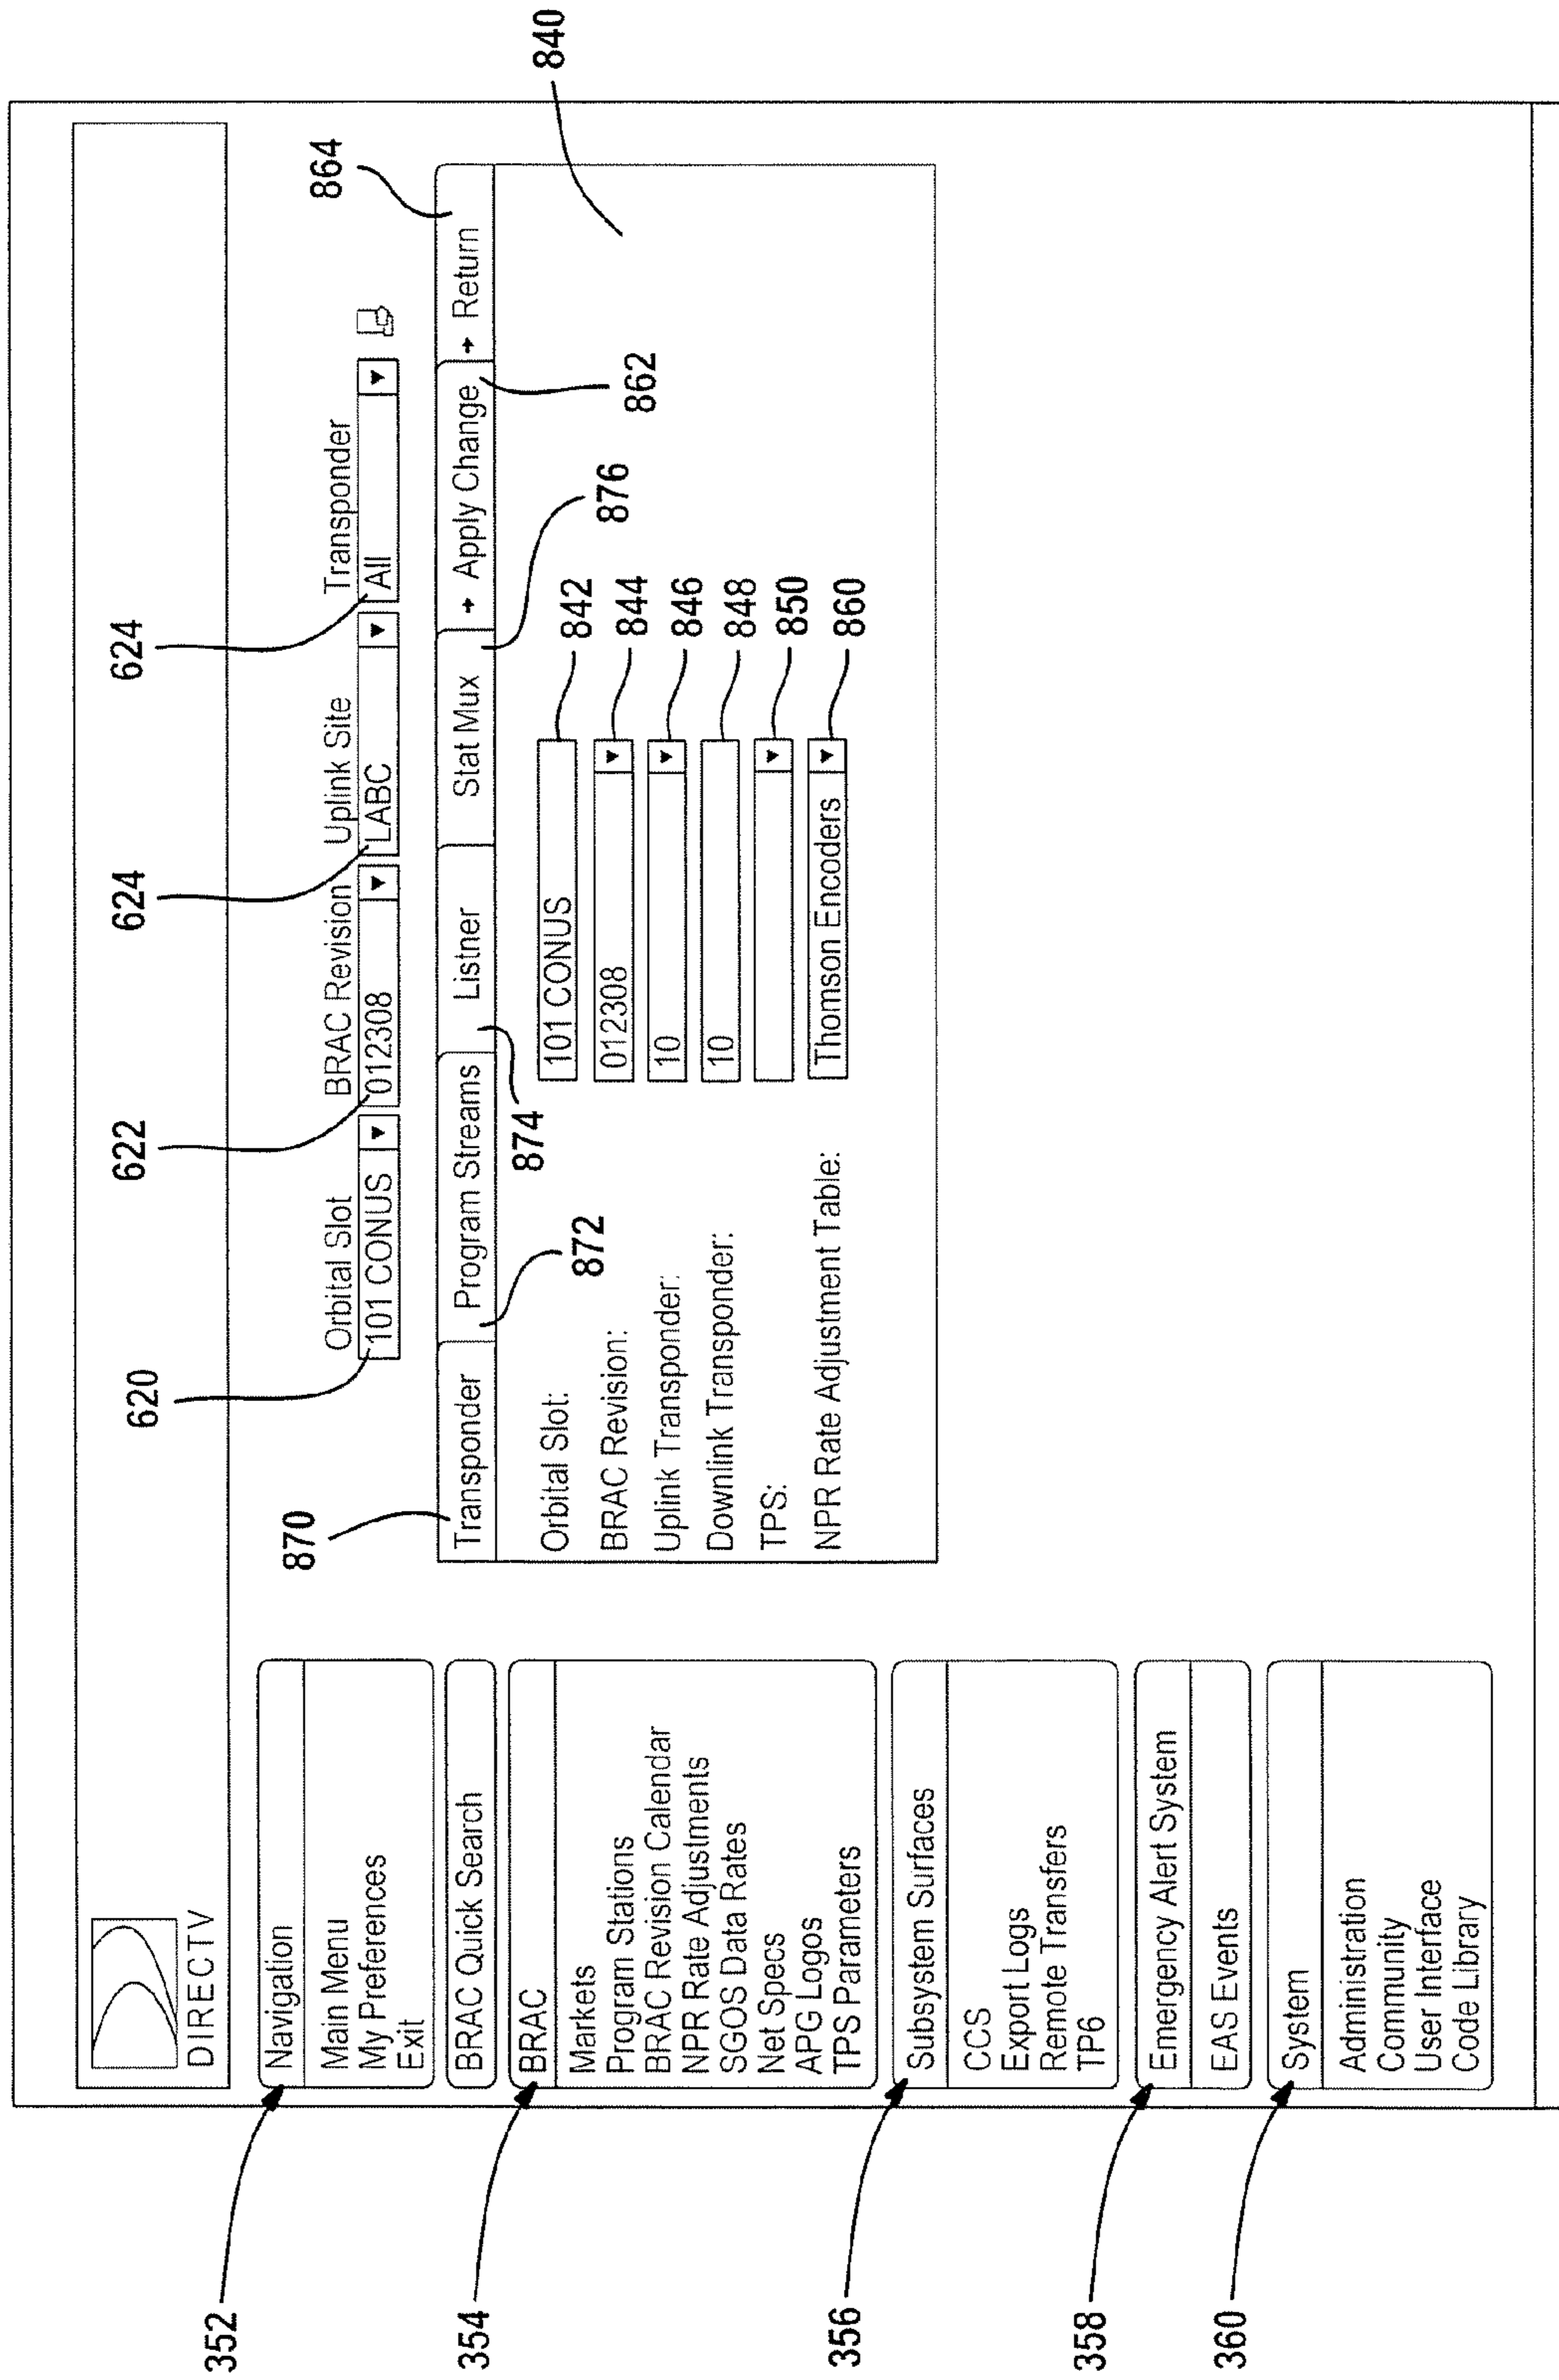 DIRECTV
352
Navigation
Main Menu
My Preferences
Exit
BRAC Quick Search
354
BRAC
Markets
Program Stations
BRAC Revision Calendar
NPR Rate Adjustments
SGOS Data Rates
Net Specs
APG Logos
TPS Parameters
356
Subsystem Surfaces
CCS
Export Logs
Remote Transfers
TP6
358
Emergency Alert System
EAS Events
360
System
Administration
Community
User Interface
Code Library
620 622 624 624
Orbital Slot BRAC Revision Uplink Site Transponder
101 CONUS 012308 LABC All
870 864
Transponder Program Streams Listner Stat Mux Apply Change Return
872 874 876 862 840
Orbital Slot: 101 CONUS 842
BRAC Revision: 012308 844
Uplink Transponder: 10 846
Downlink Transponder: 10 848
TPS: 850
NPR Rate Adjustment Table: Thomson Encoders 860